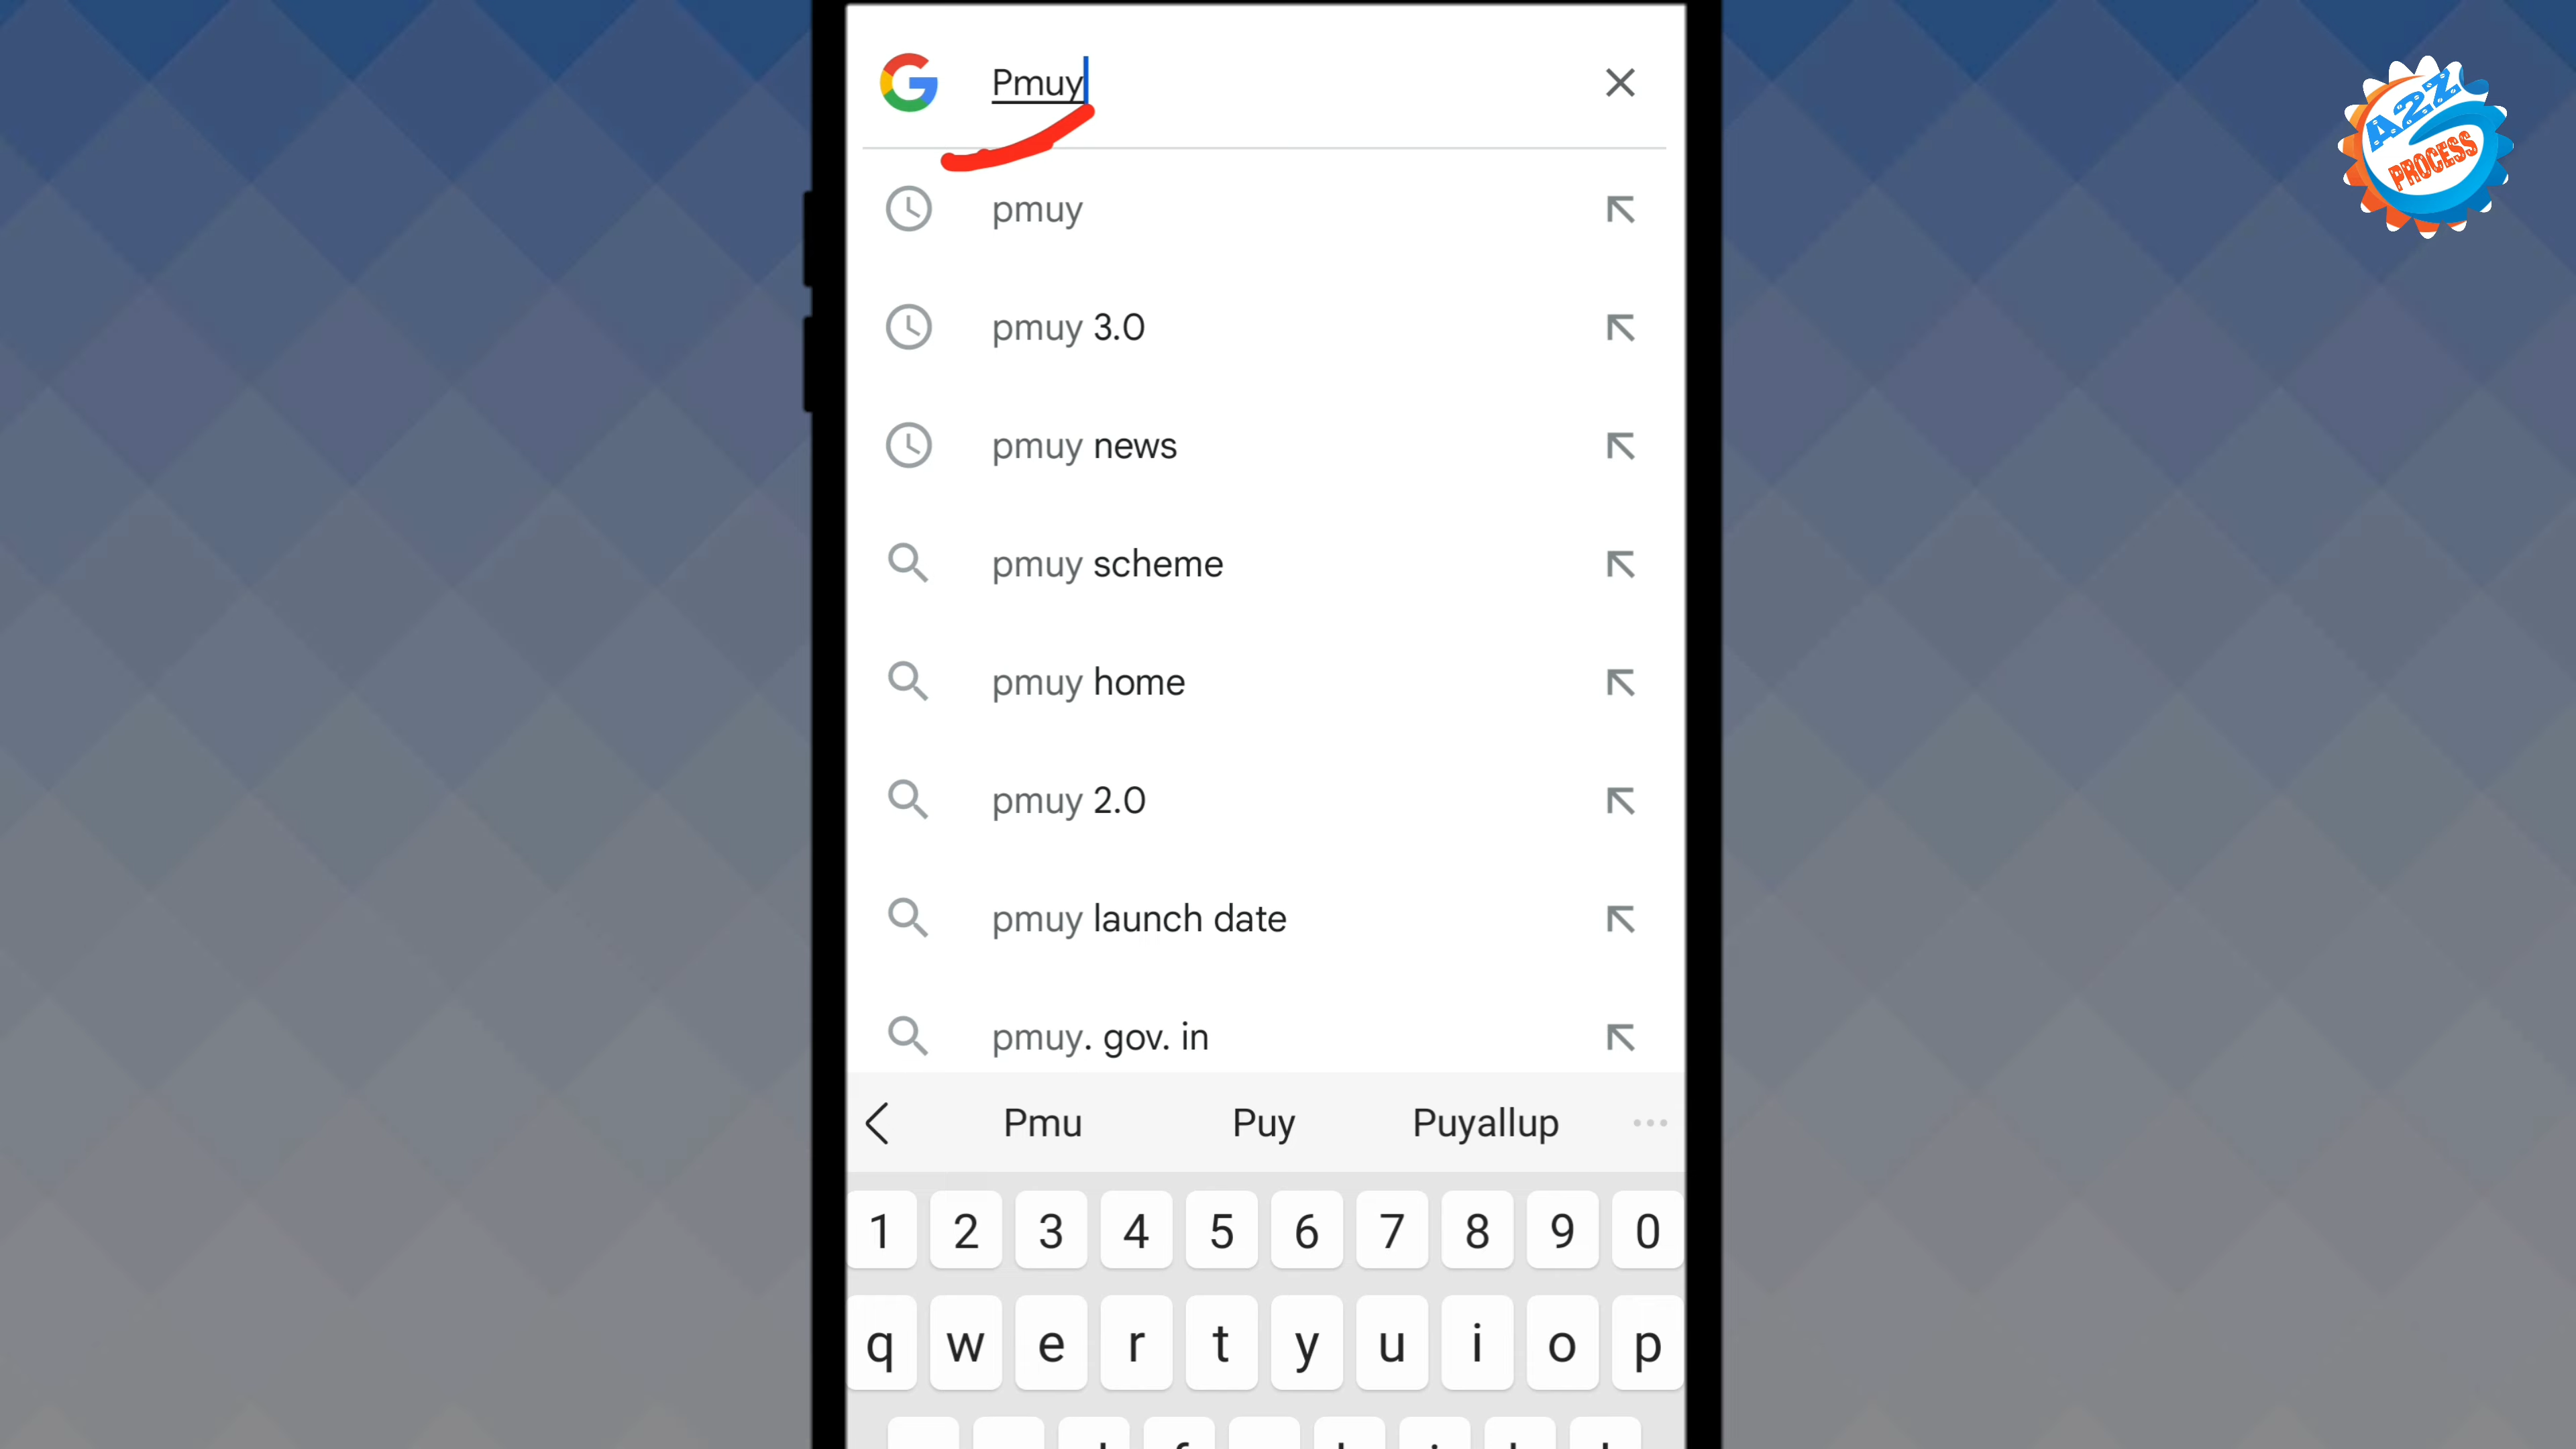 Pmuy
A2Z
PROCESS
pmuy
pmuy 3.0
pmuy news
pmuy scheme
pmuy home
pmuy 2.0
pmuy launch date
pmuy. gov. in
Pmu Puy Puyallup
1 2 3 4 5 6 7 8 9 0
q w e r t y u i o p